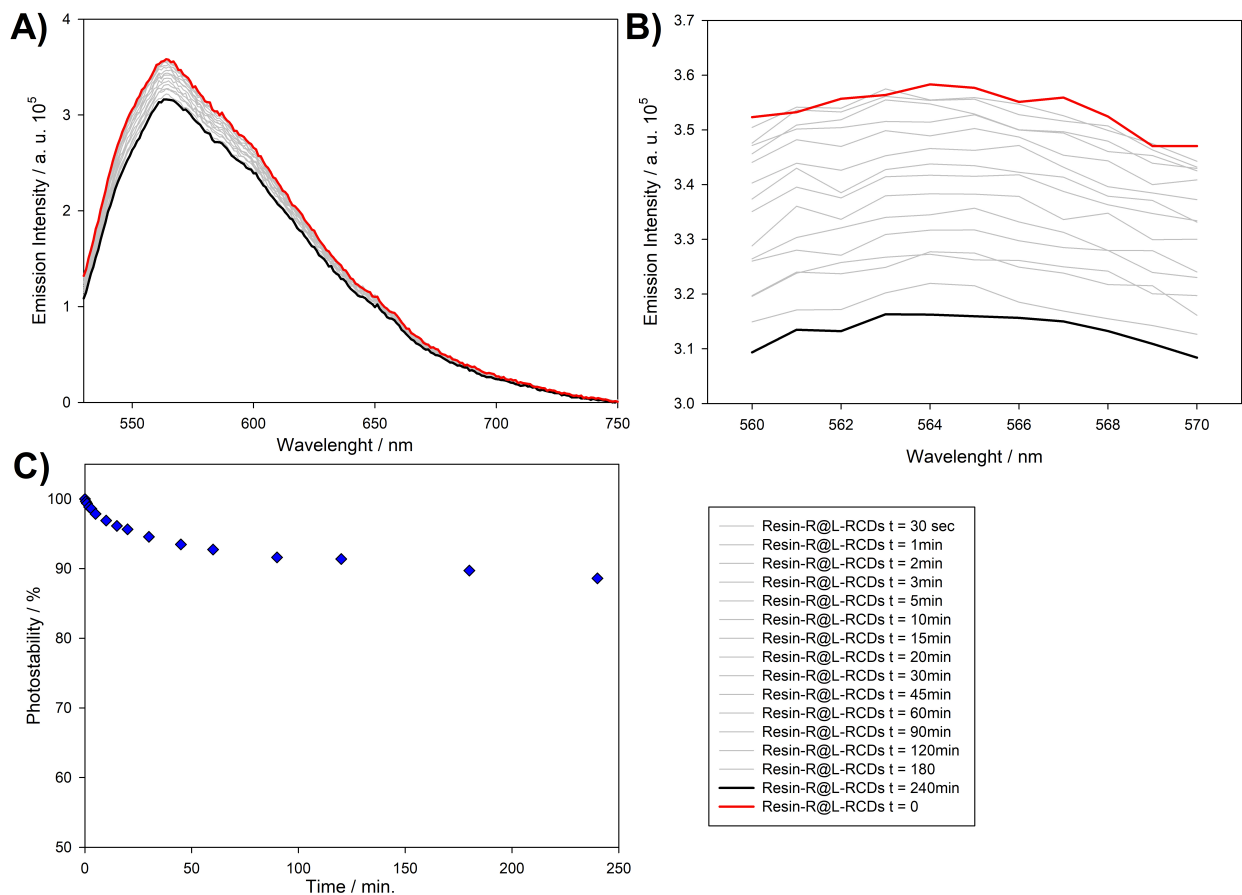 A)
4
3
2
1
0
Emission Intensity / a. u. 10⁵
550
600
650
700
750
Wavelenght / nm
B)
3.7
3.6
3.5
3.4
3.3
3.2
3.1
3.0
Emission Intensity / a. u. 10⁵
560
562
564
566
568
570
Wavelenght / nm
C)
100
90
80
70
60
50
Photostability / %
0
50
100
150
200
250
Time / min.
Resin-R@L-RCDs t = 30 sec
Resin-R@L-RCDs t = 1min
Resin-R@L-RCDs t = 2min
Resin-R@L-RCDs t = 3min
Resin-R@L-RCDs t = 5min
Resin-R@L-RCDs t = 10min
Resin-R@L-RCDs t = 15min
Resin-R@L-RCDs t = 20min
Resin-R@L-RCDs t = 30min
Resin-R@L-RCDs t = 45min
Resin-R@L-RCDs t = 60min
Resin-R@L-RCDs t = 90min
Resin-R@L-RCDs t = 120min
Resin-R@L-RCDs t = 180
Resin-R@L-RCDs t = 240min
Resin-R@L-RCDs t = 0